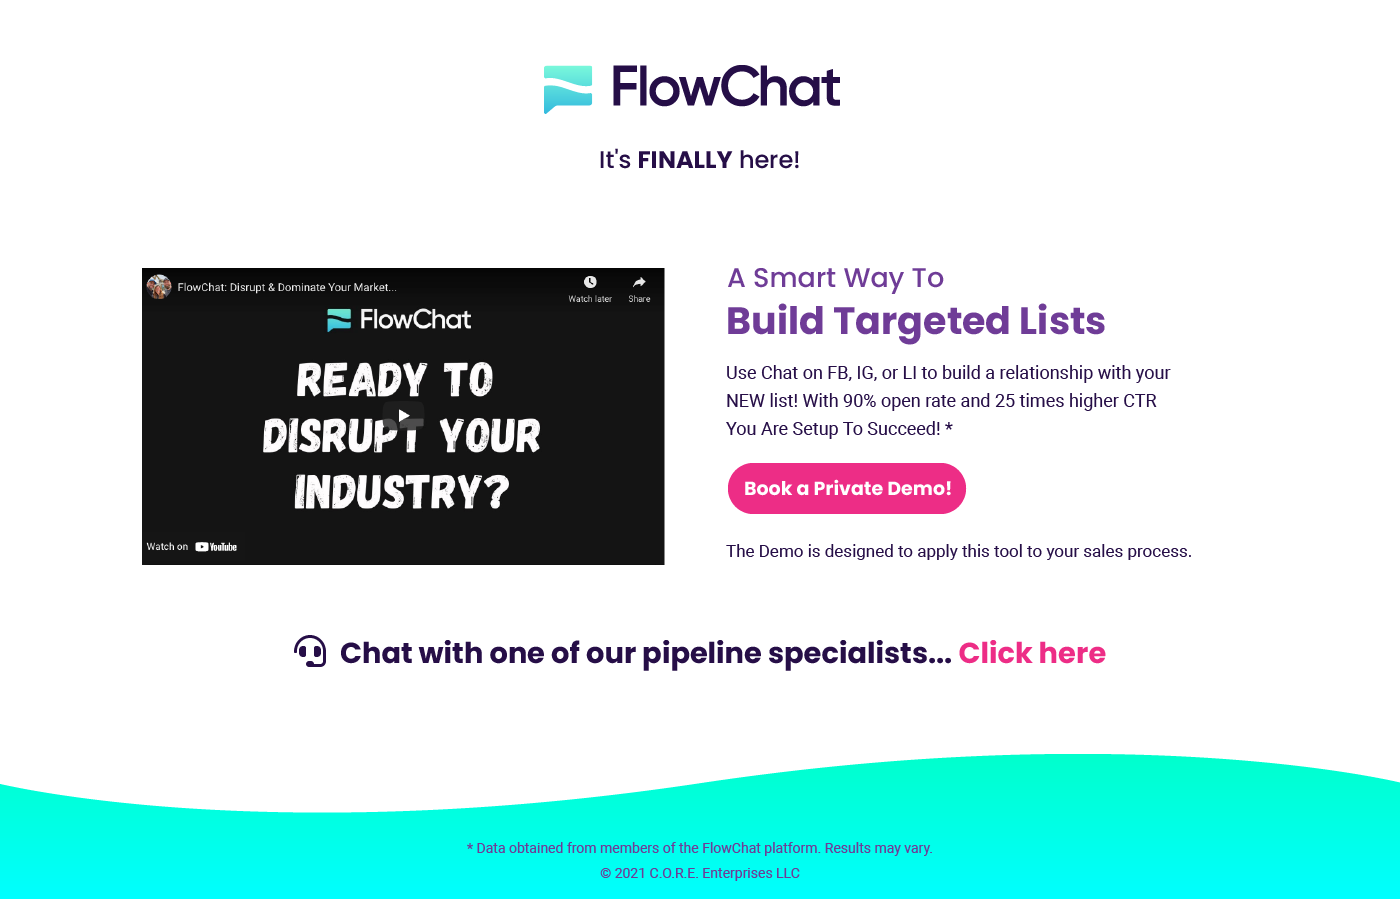 FlowChat
It's FINALLY here!
FlowChat: Disrupt & Dominate Your Market...
Watch later
Share
FlowChat
READY TO
DISRUPT YOUR
INDUSTRY?
Watch on YouTube
A Smart Way To
Build Targeted Lists
Use Chat on FB, IG, or LI to build a relationship with your
NEW list! With 90% open rate and 25 times higher CTR
You Are Setup To Succeed! *
Book a Private Demo!
The Demo is designed to apply this tool to your sales process.
Chat with one of our pipeline specialists... Click here
* Data obtained from members of the FlowChat platform. Results may vary.
© 2021 C.O.R.E. Enterprises LLC